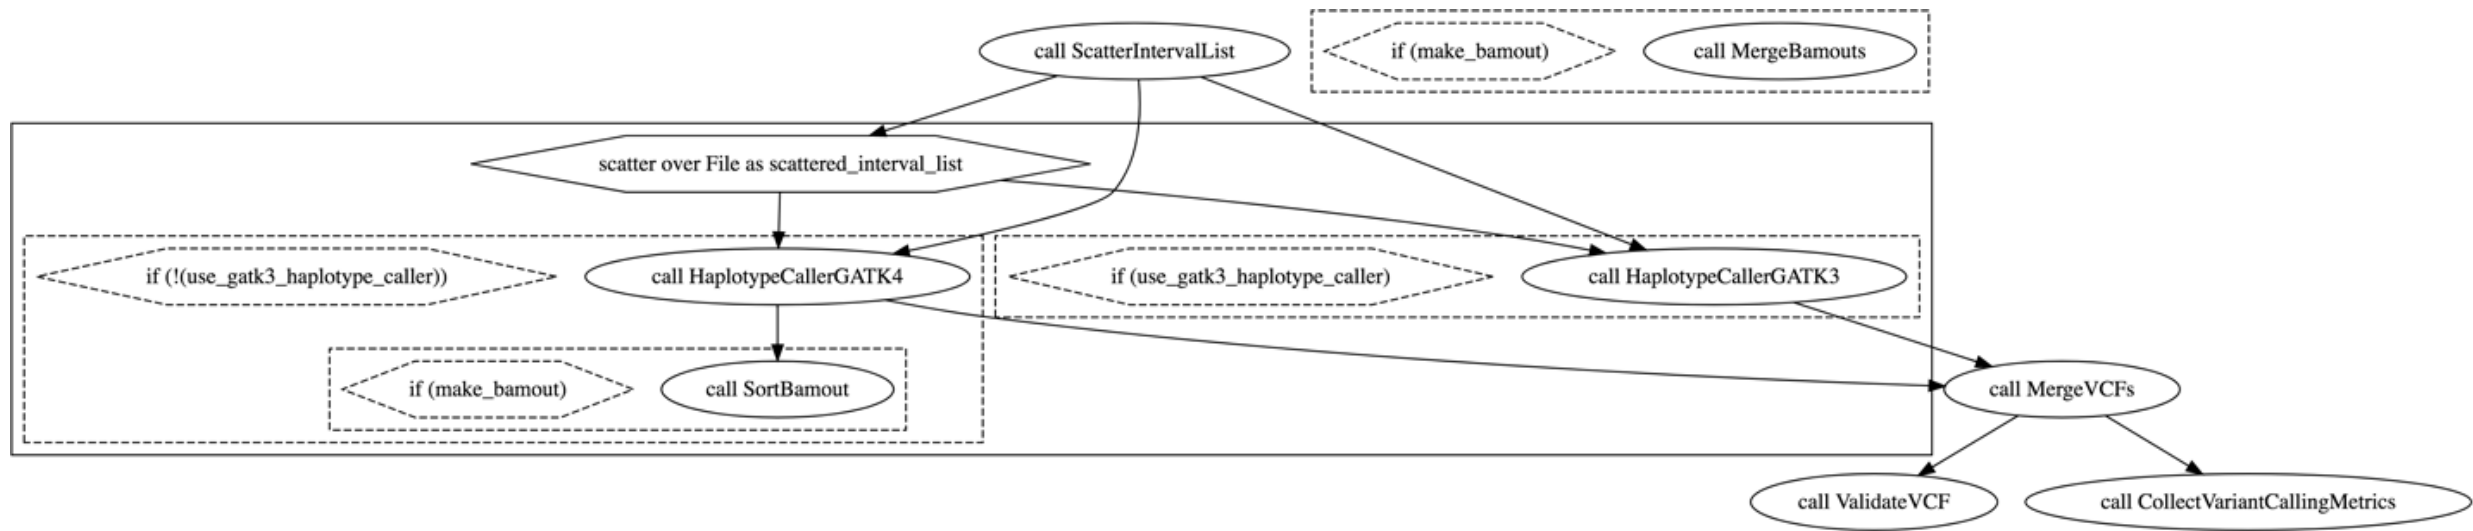 call ScatterIntervalList
if (make_bamout)
call MergeBamouts
scatter over File as scattered_interval_list
if (!(use_gatk3_haplotype_caller))
call HaplotypeCallerGATK4
if (use_gatk3_haplotype_caller)
call HaplotypeCallerGATK3
if (make_bamout)
call SortBamout
call MergeVCFs
call ValidateVCF
call CollectVariantCallingMetrics